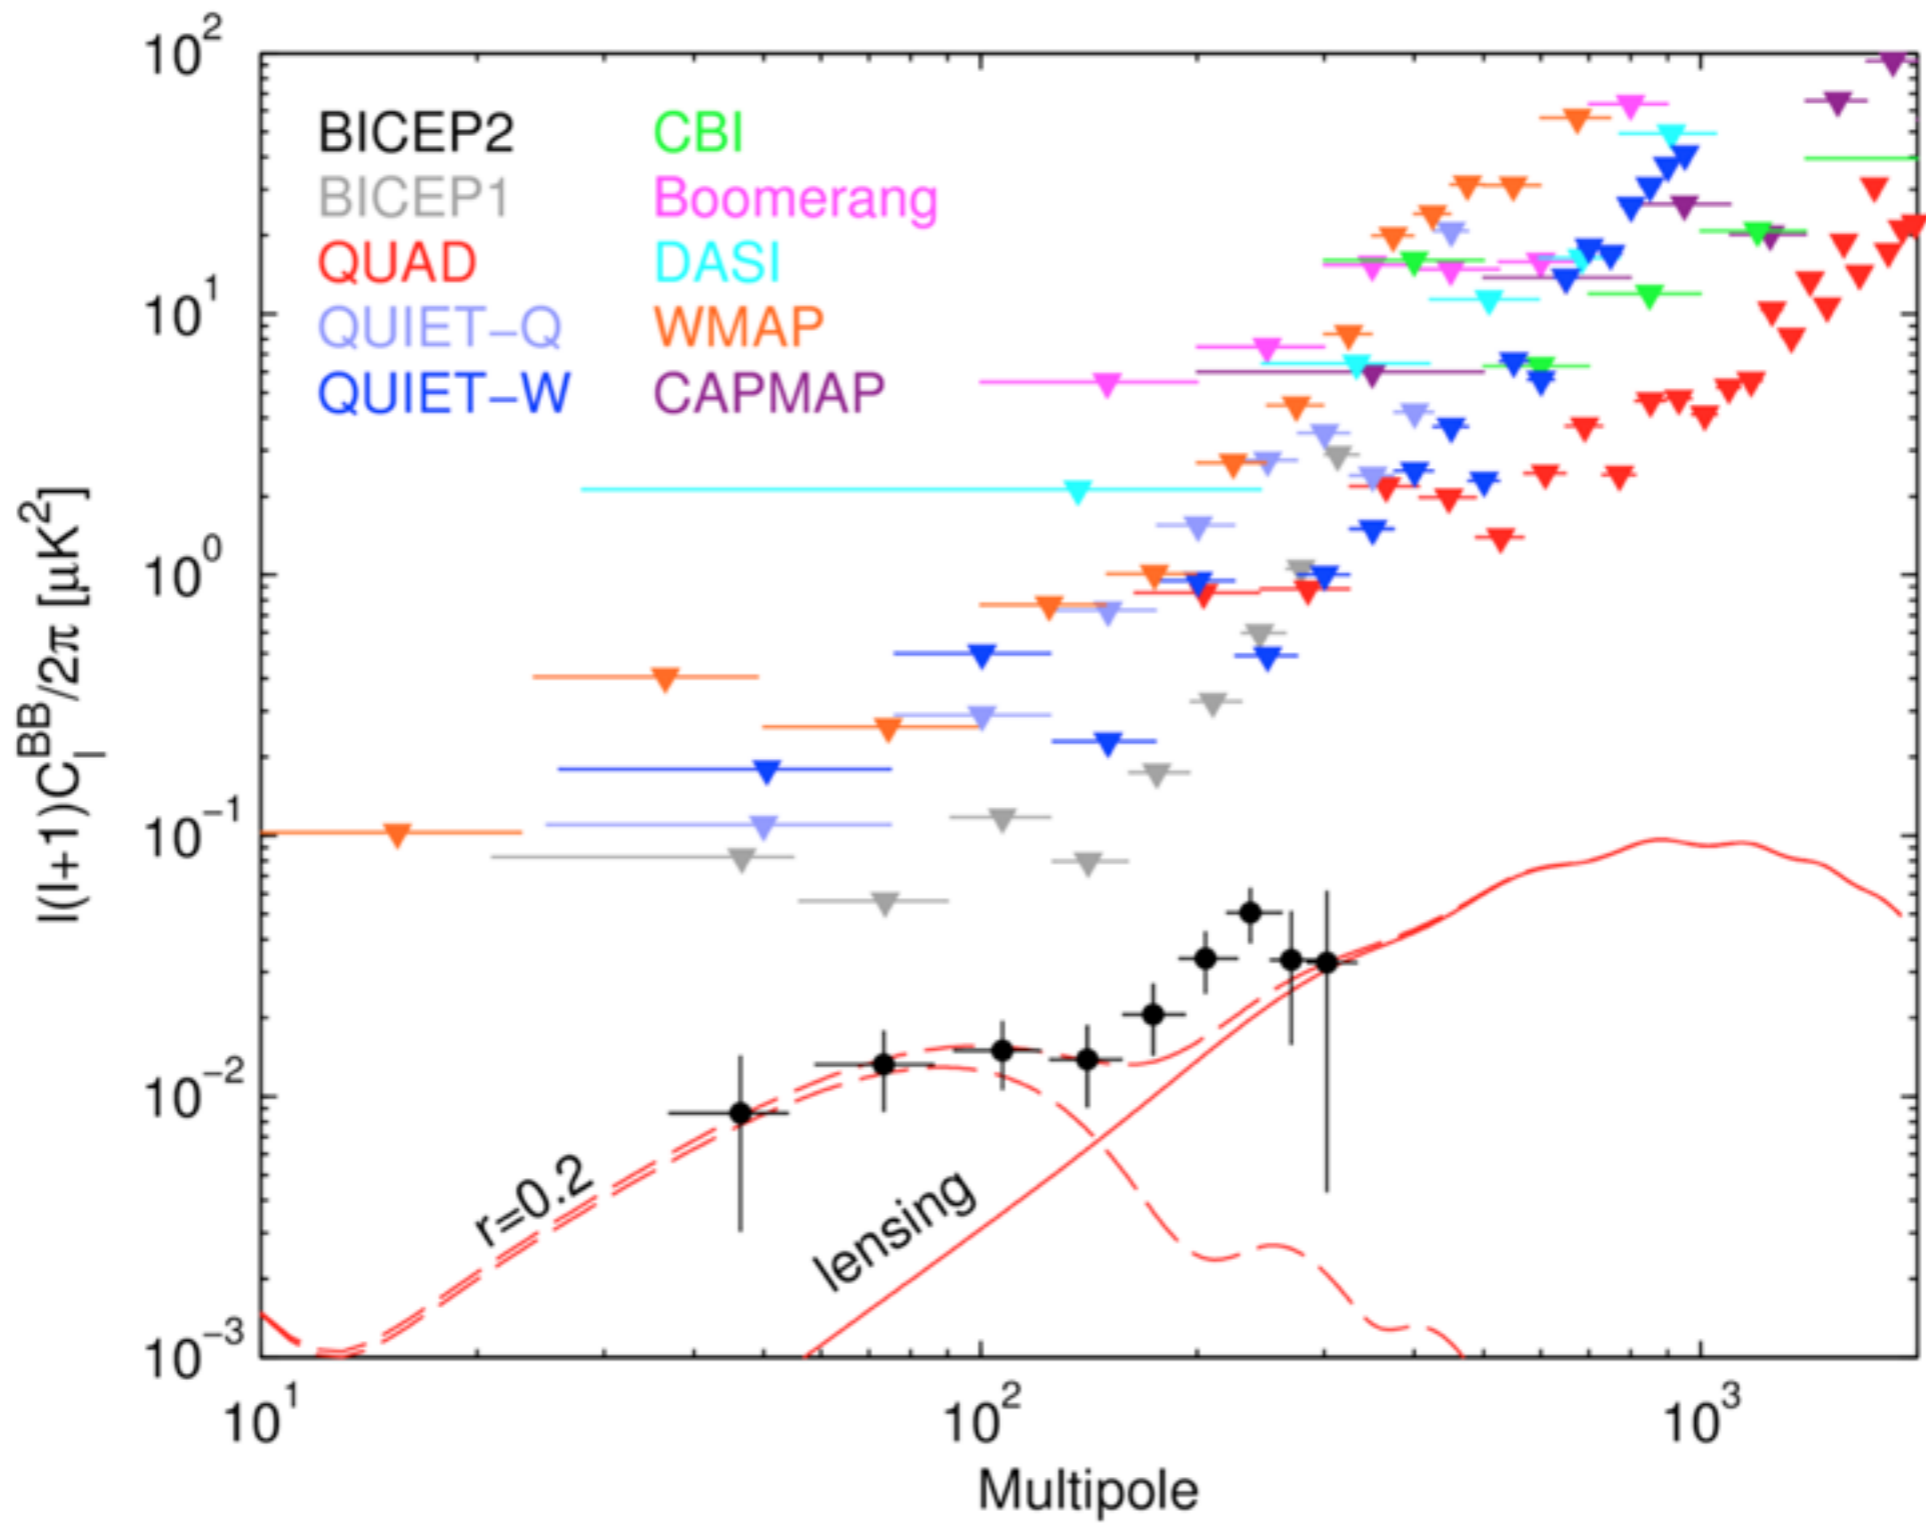 10²
BICEP2 CBI
BICEP1 Boomerang
QUAD DASI
QUIET−Q WMAP
QUIET−W CAPMAP
10¹
10⁰
10⁻¹
10⁻²
10⁻³
l(l+1)C_l^BB/2π [μK²]
r=0.2
lensing
10¹ 10² 10³
Multipole